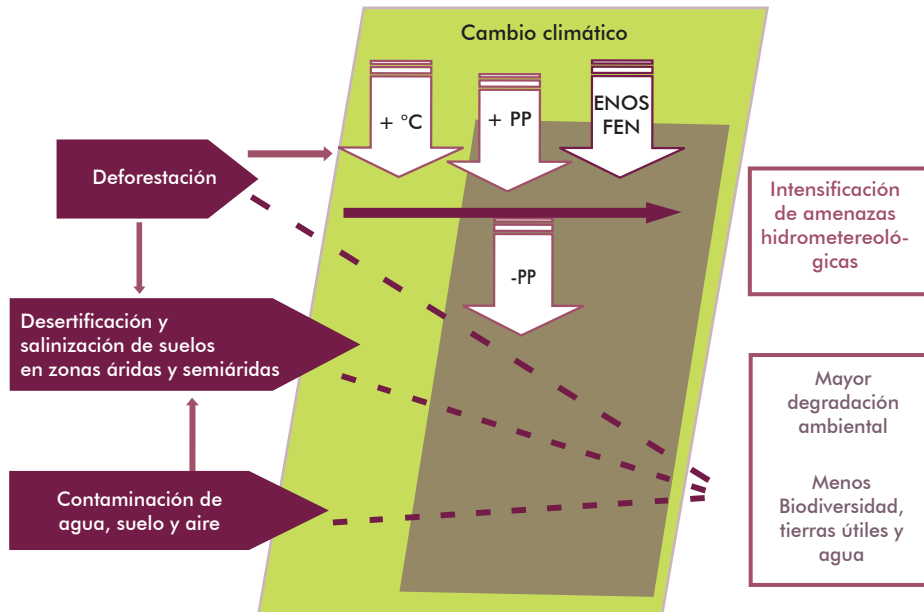 Cambio climático
+ °C
+ PP
ENOS
FEN
-PP
Deforestación
Desertificación y
salinización de suelos
en zonas áridas y semiáridas
Contaminación de
agua, suelo y aire
Intensificación
de amenazas
hidrometereoló-
gicas
Mayor
degradación
ambiental
Menos
Biodiversidad,
tierras útiles y
agua